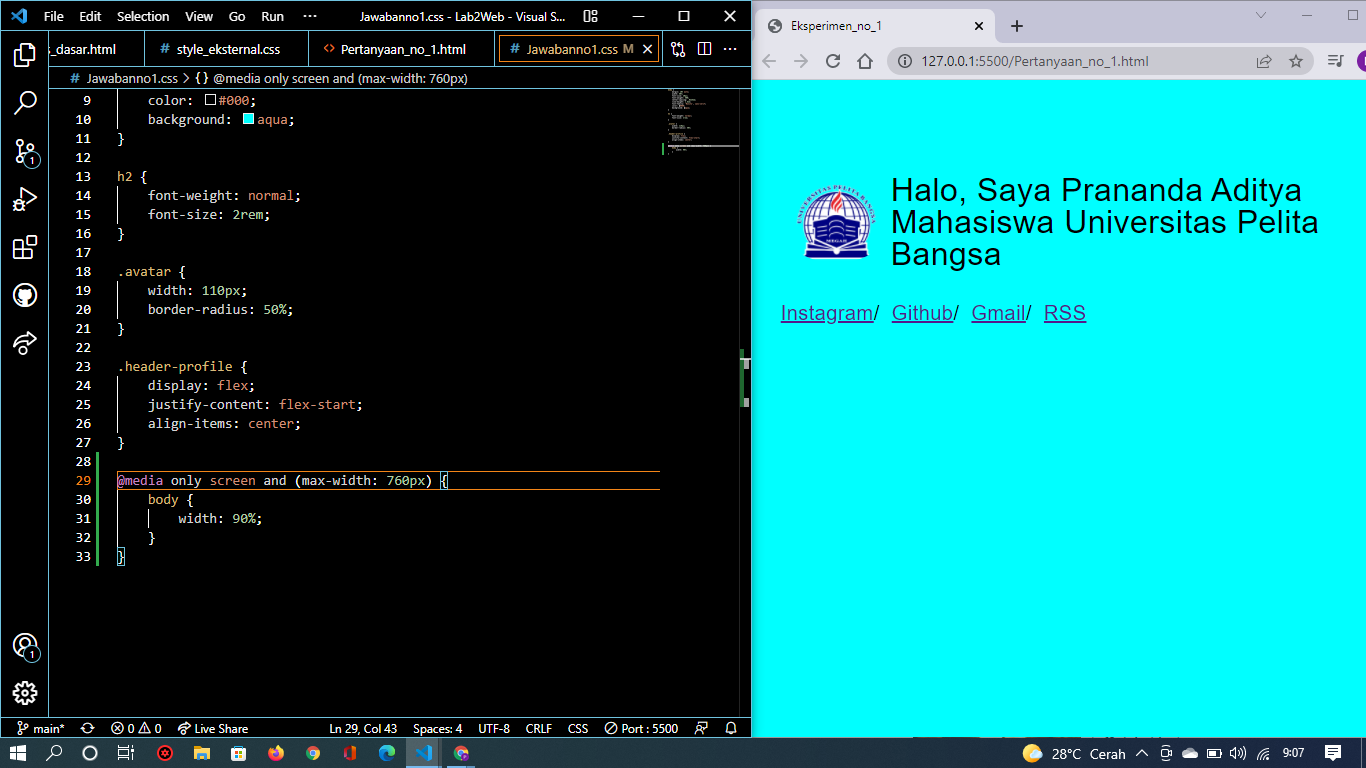 File Edit Selection View Go Run ··· Jawabanno1.css - Lab2Web - Visual S...
_dasar.html # style_eksternal.css <> Pertanyaan_no_1.html # Jawabanno1.css M
# Jawabanno1.css > {} @media only screen and (max-width: 760px)
9 color: #000;
10 background: aqua;
11 }
12
13 h2 {
14 font-weight: normal;
15 font-size: 2rem;
16 }
17
18 .avatar {
19 width: 110px;
20 border-radius: 50%;
21 }
22
23 .header-profile {
24 display: flex;
25 justify-content: flex-start;
26 align-items: center;
27 }
28
29 @media only screen and (max-width: 760px) {
30 body {
31 width: 90%;
32 }
33 }
1
1
main* 0 0 Live Share Ln 29, Col 43 Spaces: 4 UTF-8 CRLF CSS Port : 5500
Eksperimen_no_1
127.0.0.1:5500/Pertanyaan_no_1.html
UNIVERSITAS PELITA BANGSA
Halo, Saya Prananda Aditya
Mahasiswa Universitas Pelita
Bangsa
Instagram/ Github/ Gmail/ RSS
28°C Cerah 9:07